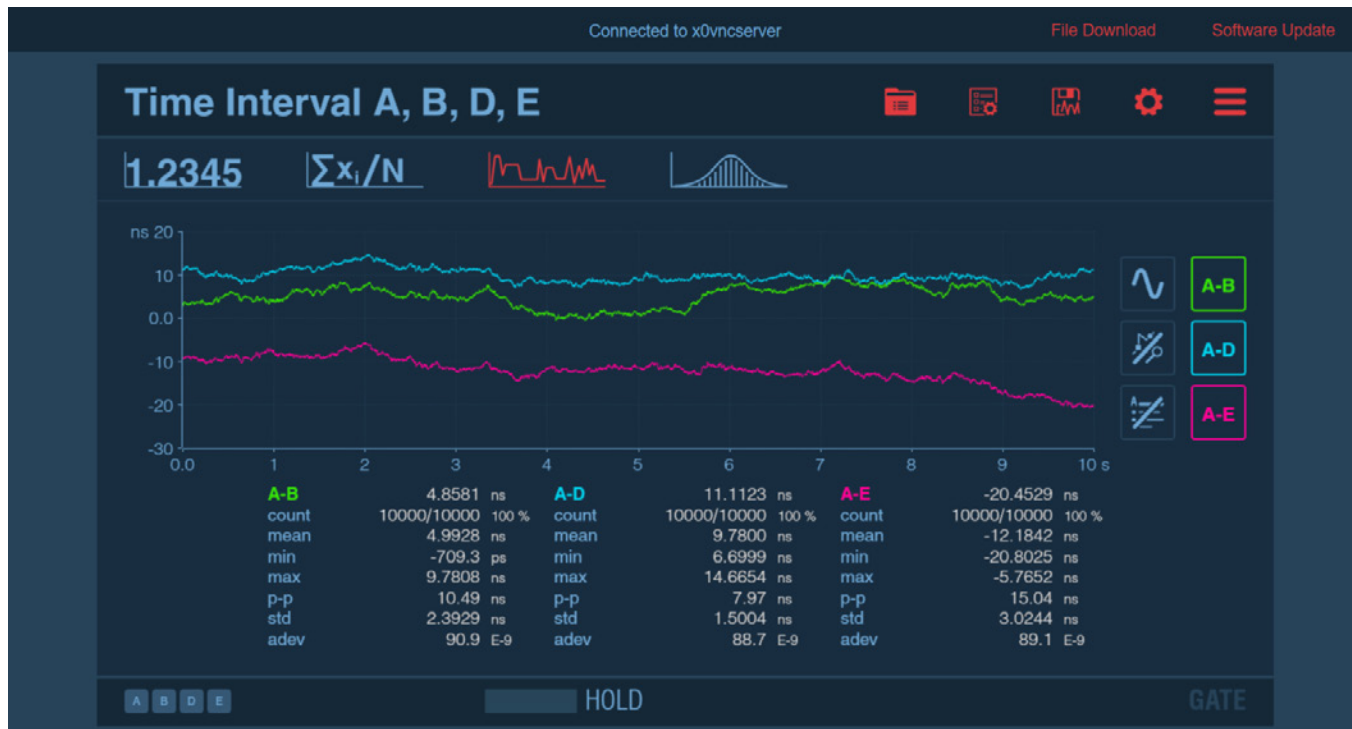 Connected to x0vncserver File Download Software Update
Time Interval A, B, D, E
1.2345 ∑xᵢ/N
ns 20
10
0.0
-10
-20
-30
0.0 1 2 3 4 5 6 7 8 9 10 s
A-B
A-D
A-E
A-B 4.8581 ns A-D 11.1123 ns A-E -20.4529 ns
count 10000/10000 100 % count 10000/10000 100 % count 10000/10000 100 %
mean 4.9928 ns mean 9.7800 ns mean -12.1842 ns
min -709.3 ps min 6.6999 ns min -20.8025 ns
max 9.7808 ns max 14.6654 ns max -5.7652 ns
p-p 10.49 ns p-p 7.97 ns p-p 15.04 ns
std 2.3929 ns std 1.5004 ns std 3.0244 ns
adev 90.9 E-9 adev 88.7 E-9 adev 89.1 E-9
A B D E HOLD GATE